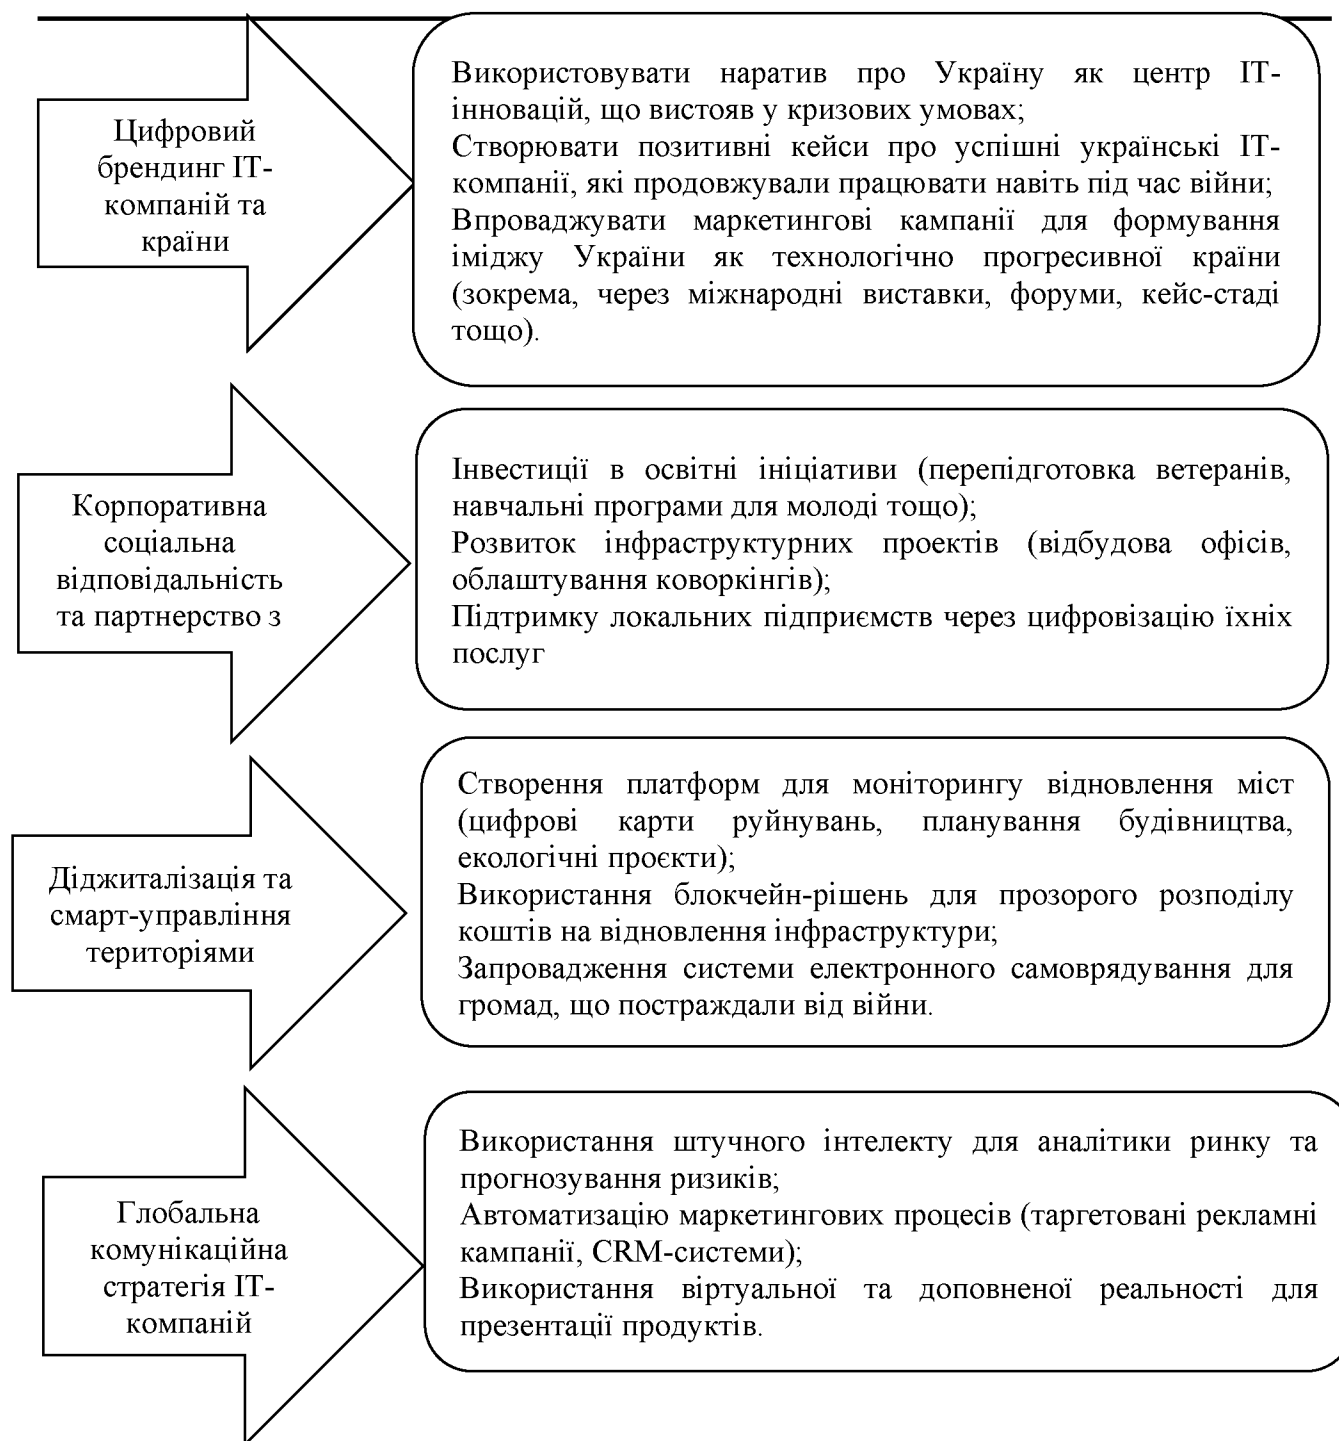 Цифровий
брендинг ІТ-
компаній та
країни
Використовувати наратив про Україну як центр ІТ-
інновацій, що вистояв у кризових умовах;
Створювати позитивні кейси про успішні українські ІТ-
компанії, які продовжували працювати навіть під час війни;
Впроваджувати маркетингові кампанії для формування
іміджу України як технологічно прогресивної країни
(зокрема, через міжнародні виставки, форуми, кейс-стаді
тощо).
Корпоративна
соціальна
відповідальність
та партнерство з
Інвестиції в освітні ініціативи (перепідготовка ветеранів,
навчальні програми для молоді тощо);
Розвиток інфраструктурних проектів (відбудова офісів,
облаштування коворкінгів);
Підтримку локальних підприємств через цифровізацію їхніх
послуг
Діджиталізація та
смарт-управління
територіями
Створення платформ для моніторингу відновлення міст
(цифрові карти руйнувань, планування будівництва,
екологічні проєкти);
Використання блокчейн-рішень для прозорого розподілу
коштів на відновлення інфраструктури;
Запровадження системи електронного самоврядування для
громад, що постраждали від війни.
Глобальна
комунікаційна
стратегія ІТ-
компаній
Використання штучного інтелекту для аналітики ринку та
прогнозування ризиків;
Автоматизацію маркетингових процесів (таргетовані рекламні
кампанії, CRM-системи);
Використання віртуальної та доповненої реальності для
презентації продуктів.